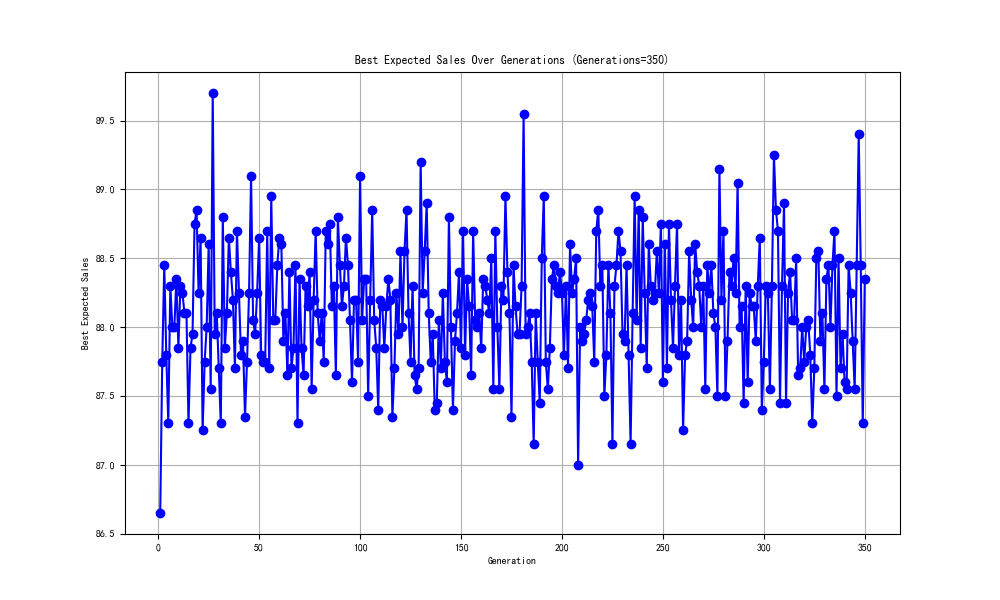 Best Expected Sales Over Generations (Generations=350)
Best Expected Sales
89.5
89.0
88.5
88.0
87.5
87.0
86.5
0 50 100 150 200 250 300 350
Generation